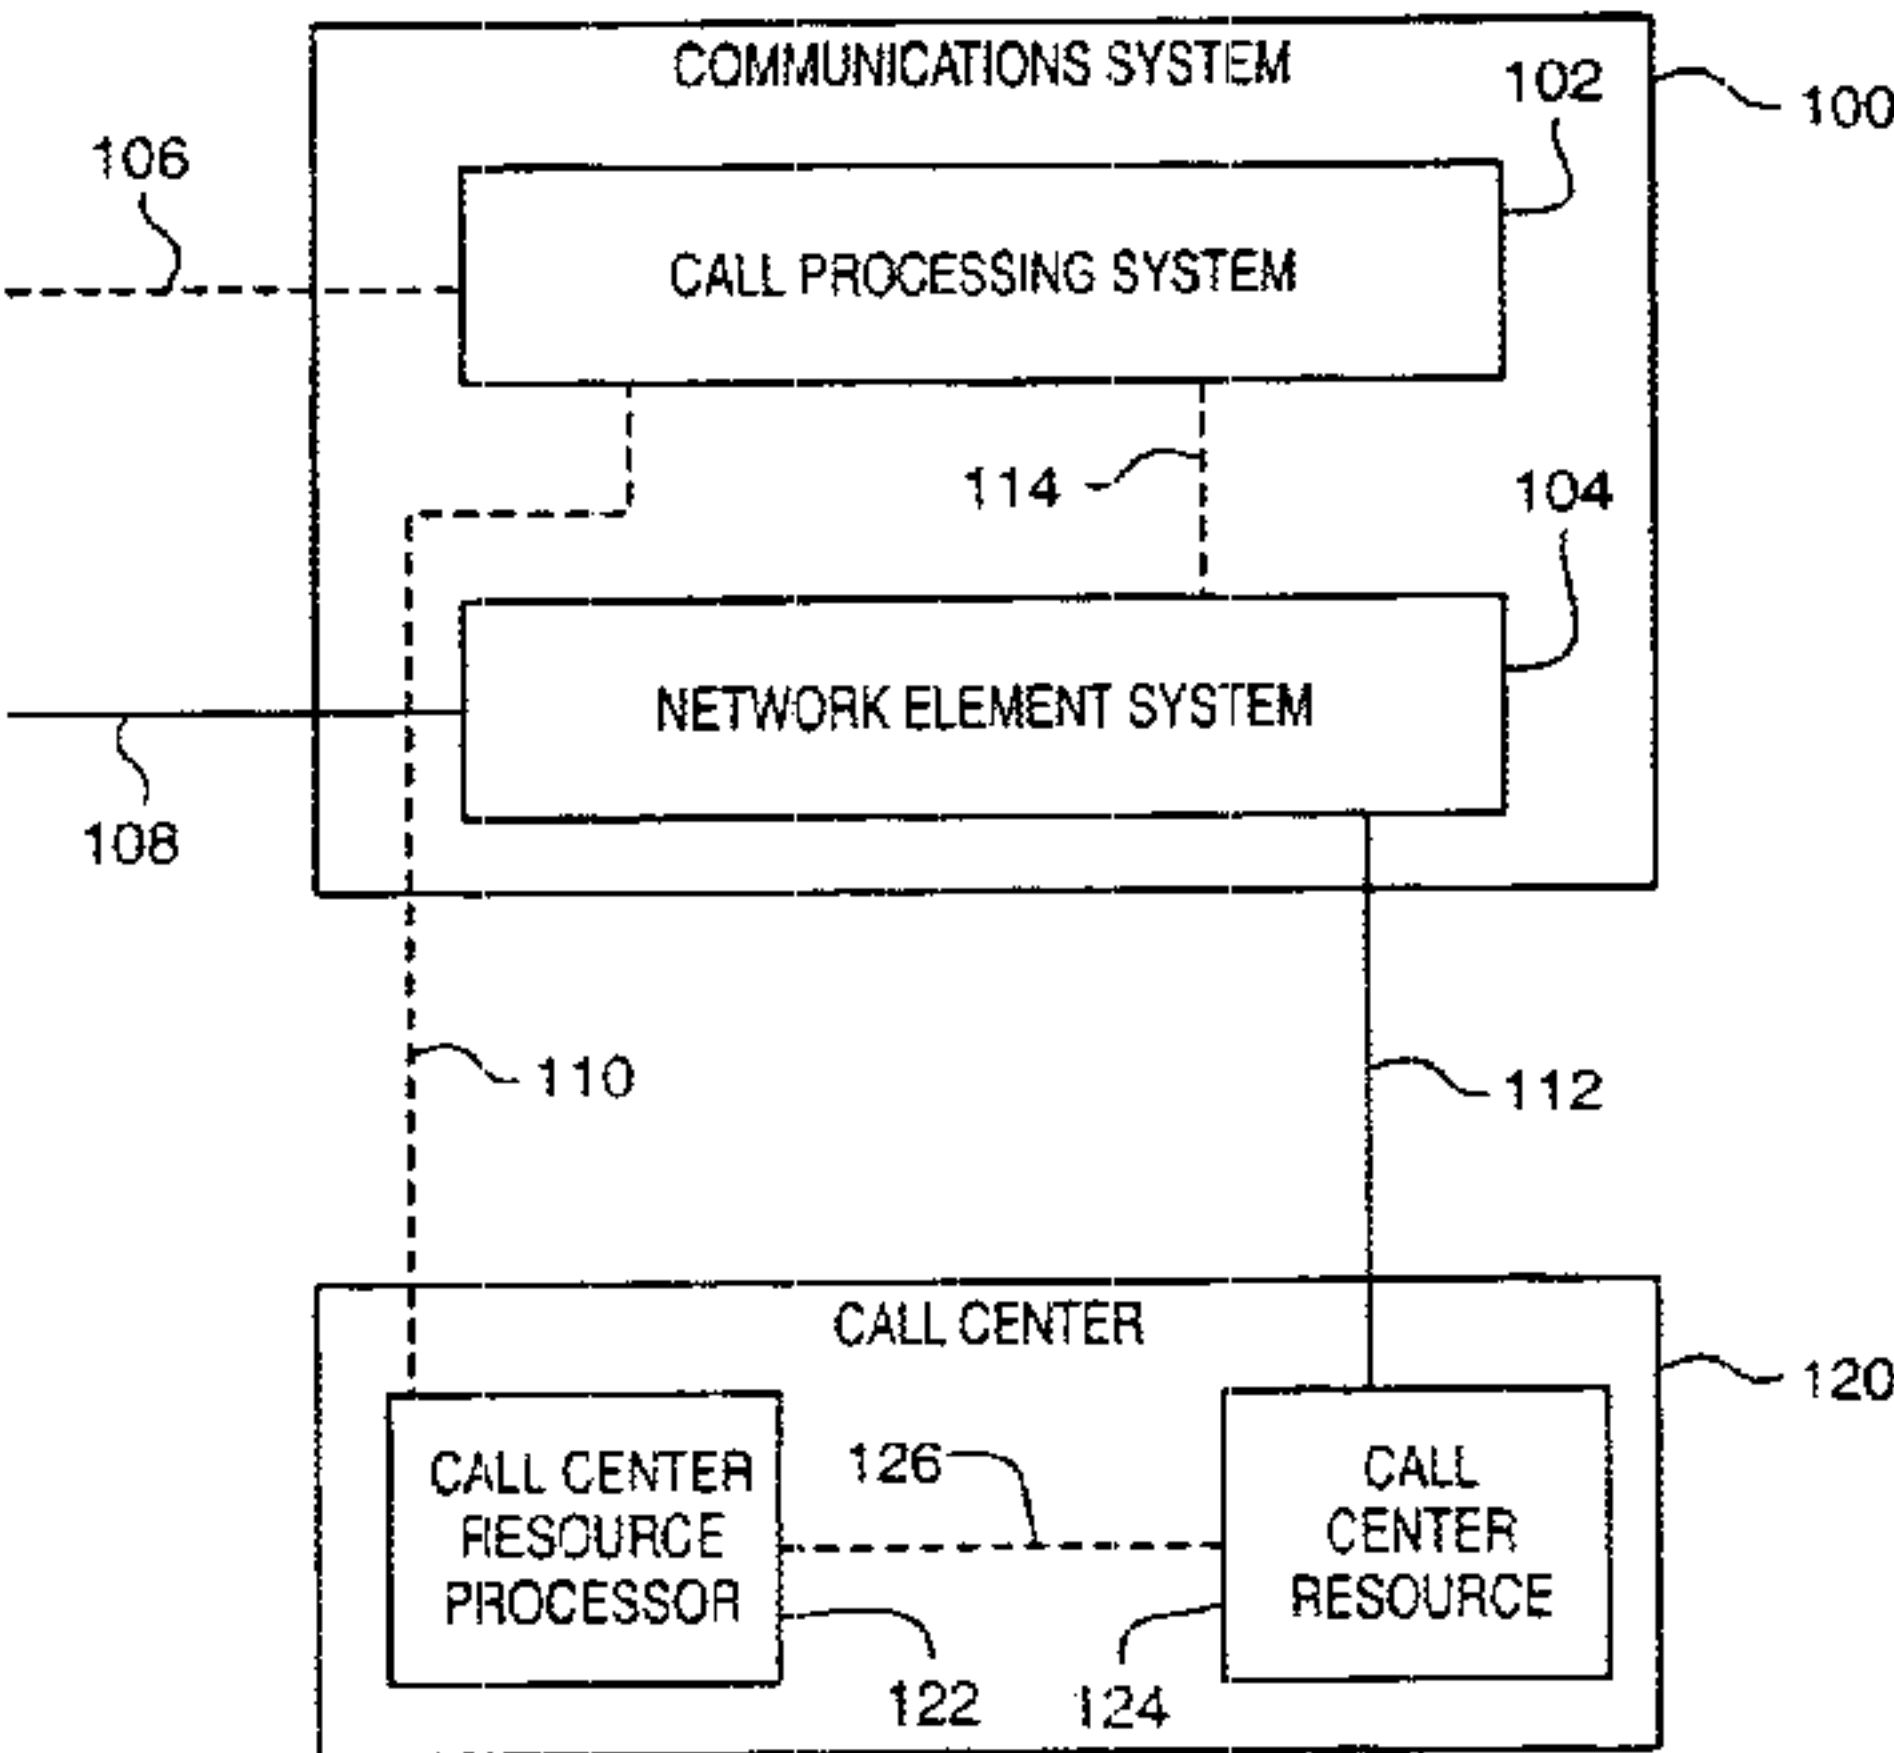 COMMUNICATIONS SYSTEM
102
100
106
CALL PROCESSING SYSTEM
114
104
NETWORK ELEMENT SYSTEM
108
110
112
CALL CENTER
120
CALL CENTER
RESOURCE
PROCESSOR
126
CALL
CENTER
RESOURCE
122
124